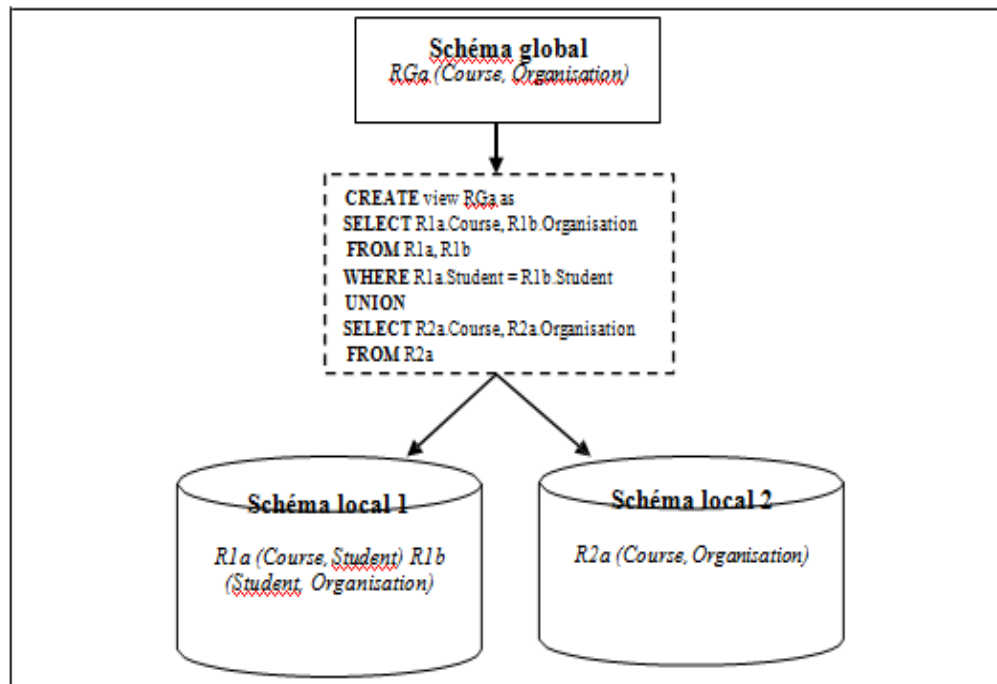 Schéma global
RGa (Course, Organisation)
CREATE view RGa as
SELECT R1a.Course, R1b.Organisation
FROM R1a, R1b
WHERE R1a.Student = R1b.Student
UNION
SELECT R2a.Course, R2a.Organisation
FROM R2a
Schéma local 1
R1a (Course, Student) R1b
(Student, Organisation)
Schéma local 2
R2a (Course, Organisation)